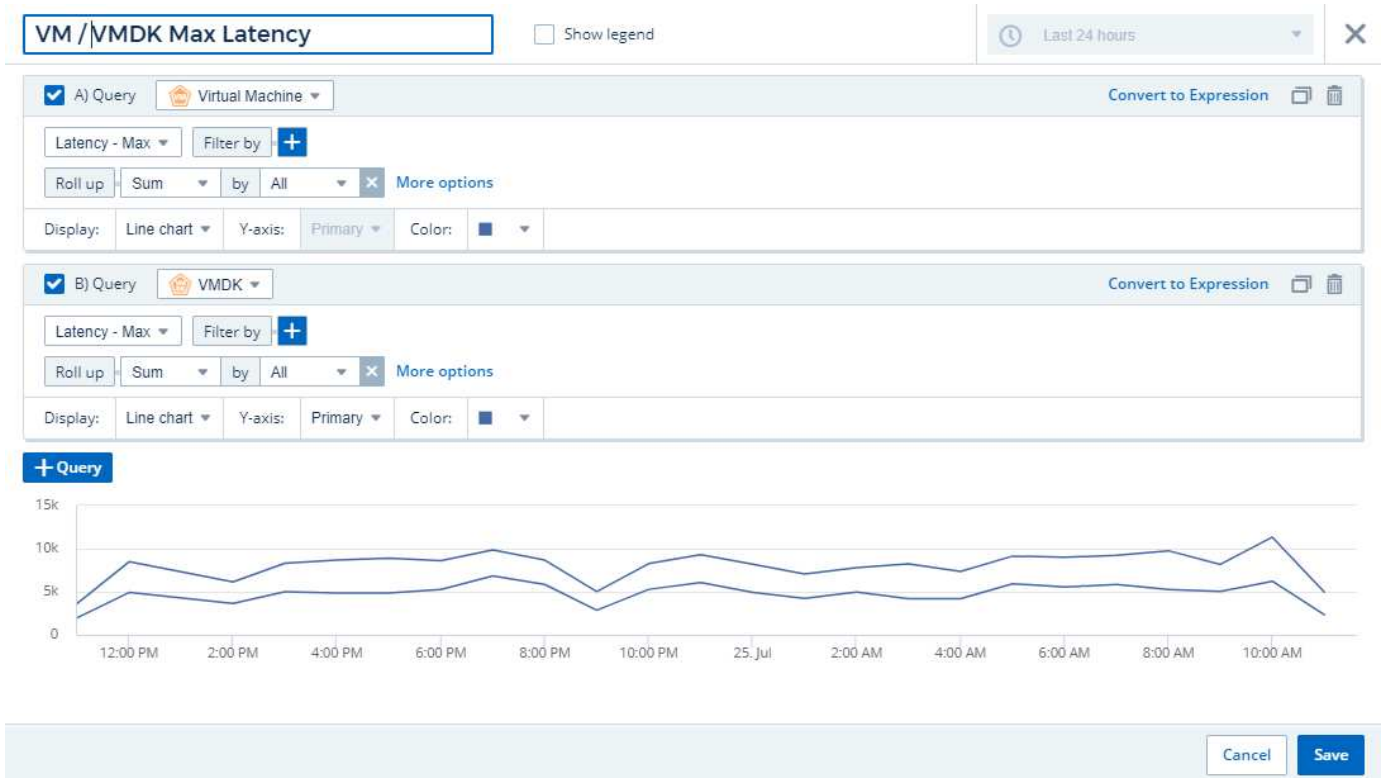 VM / VMDK Max Latency Show legend Last 24 hours
A) Query Virtual Machine Convert to Expression
Latency - Max Filter by +
Roll up Sum by All × More options
Display: Line chart Y-axis: Primary Color:
B) Query VMDK Convert to Expression
Latency - Max Filter by +
Roll up Sum by All × More options
Display: Line chart Y-axis: Primary Color:
+ Query
15k
10k
5k
0
12:00 PM 2:00 PM 4:00 PM 6:00 PM 8:00 PM 10:00 PM 25. Jul 2:00 AM 4:00 AM 6:00 AM 8:00 AM 10:00 AM
Cancel Save